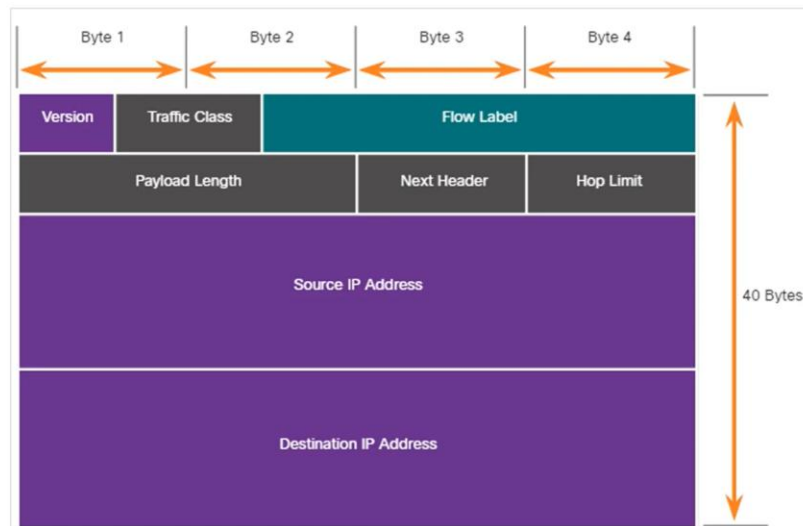 Byte 1 Byte 2 Byte 3 Byte 4
Version Traffic Class Flow Label
Payload Length Next Header Hop Limit
Source IP Address
40 Bytes
Destination IP Address